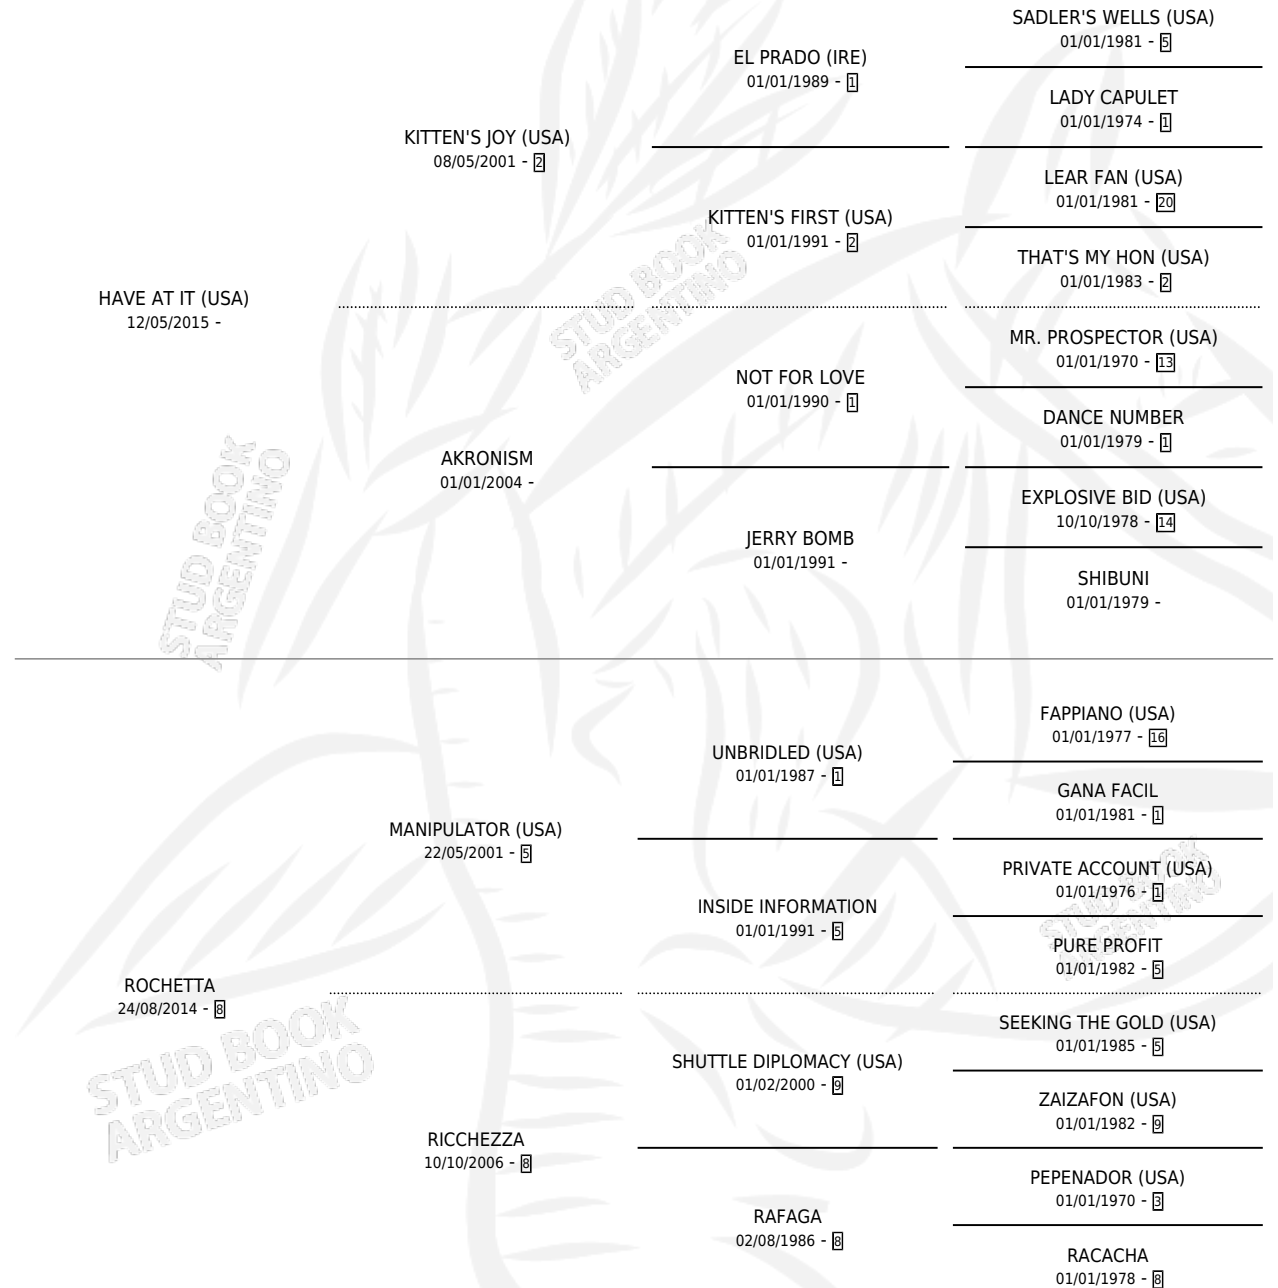 SADLER'S WELLS (USA)
01/01/1981 - 5
EL PRADO (IRE)
01/01/1989 - 1
LADY CAPULET
01/01/1974 - 1
KITTEN'S JOY (USA)
08/05/2001 - 2
LEAR FAN (USA)
01/01/1981 - 20
KITTEN'S FIRST (USA)
01/01/1991 - 2
THAT'S MY HON (USA)
01/01/1983 - 2
HAVE AT IT (USA)
12/05/2015 -
STUD BOOK
ARGENTINO
MR. PROSPECTOR (USA)
01/01/1970 - 13
NOT FOR LOVE
01/01/1990 - 1
DANCE NUMBER
01/01/1979 - 1
AKRONISM
01/01/2004 -
EXPLOSIVE BID (USA)
10/10/1978 - 14
JERRY BOMB
01/01/1991 -
SHIBUNI
01/01/1979 -
STUD BOOK
ARGENTINO
FAPPIANO (USA)
01/01/1977 - 16
UNBRIDLED (USA)
01/01/1987 - 1
GANA FACIL
01/01/1981 - 1
MANIPULATOR (USA)
22/05/2001 - 5
PRIVATE ACCOUNT (USA)
01/01/1976 - 1
INSIDE INFORMATION
01/01/1991 - 5
STUD BOOK
ARGENTINO
PURE PROFIT
01/01/1982 - 5
ROCHETTA
24/08/2014 - 8
SEEKING THE GOLD (USA)
01/01/1985 - 5
SHUTTLE DIPLOMACY (USA)
01/02/2000 - 9
ZAIZAFON (USA)
01/01/1982 - 9
STUD BOOK
ARGENTINO
RICCHEZZA
10/10/2006 - 8
PEPENADOR (USA)
01/01/1970 - 3
RAFAGA
02/08/1986 - 8
RACACHA
01/01/1978 - 8